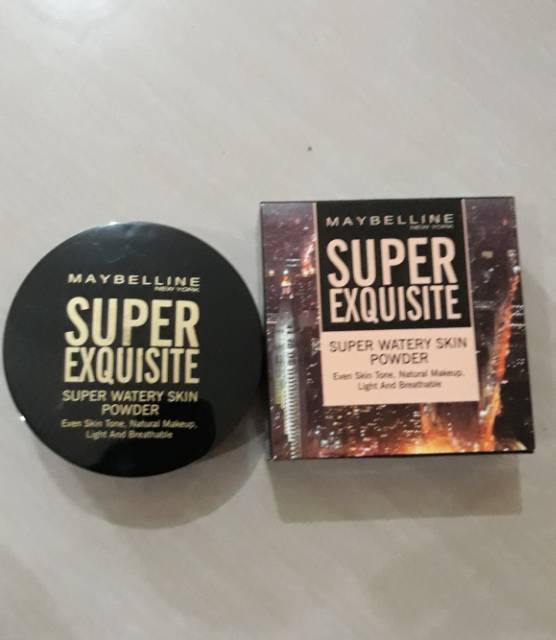 MAYBELLINE
NEW YORK
SUPER
EXQUISITE
SUPER WATERY SKIN
POWDER
Even Skin Tone, Natural Makeup,
Light And Breathable
MAYBELLINE
NEW YORK
SUPER
EXQUISITE
SUPER WATERY SKIN
POWDER
Even Skin Tone, Natural Makeup,
Light And Breathable